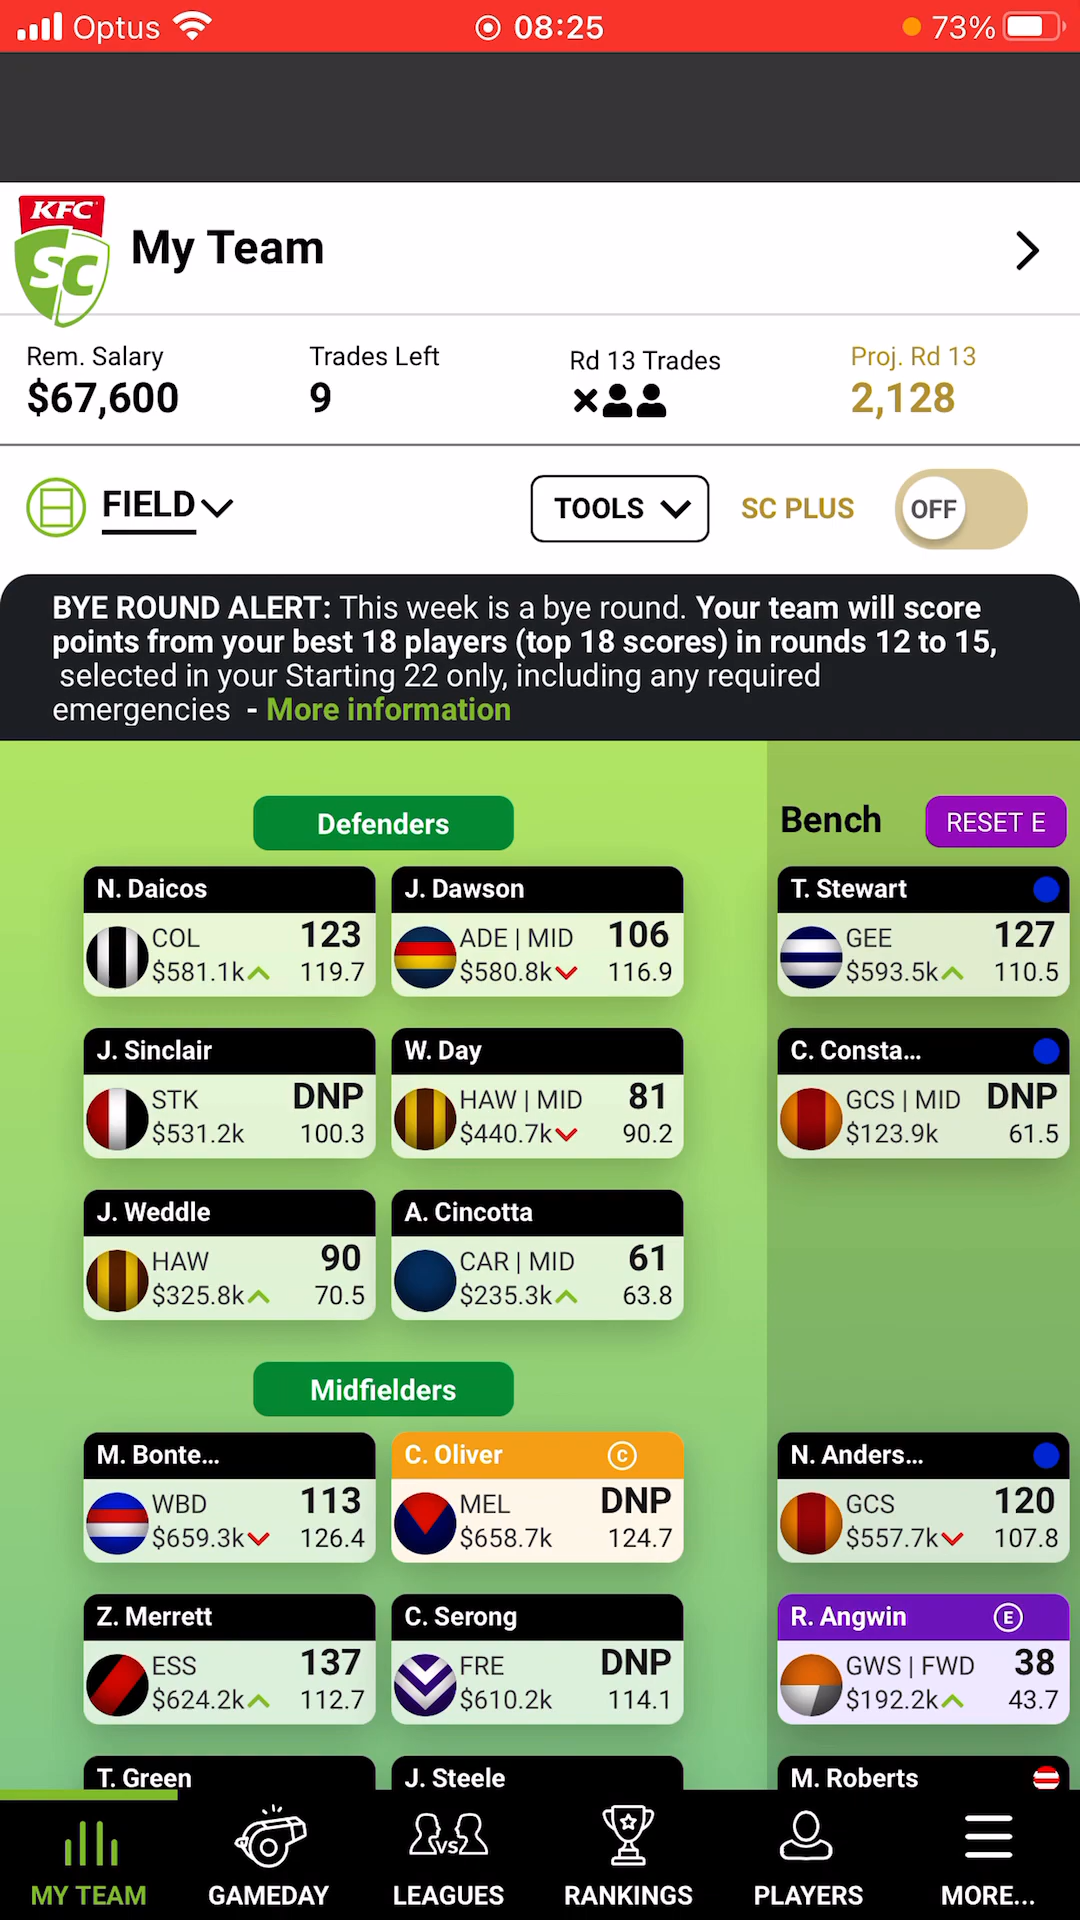 Optus 08:25 73%
KFC
SC
My Team
Rem. Salary Trades Left Rd 13 Trades Proj. Rd 13
$67,600 9 2,128
FIELD TOOLS SC PLUS OFF
BYE ROUND ALERT: This week is a bye round. Your team will score
points from your best 18 players (top 18 scores) in rounds 12 to 15,
selected in your Starting 22 only, including any required
emergencies - More information
Defenders Bench RESET E
N. Daicos J. Dawson T. Stewart
COL 123 ADE | MID 106 GEE 127
$581.1k 119.7 $580.8k 116.9 $593.5k 110.5
J. Sinclair W. Day C. Consta...
STK DNP HAW | MID 81 GCS | MID DNP
$531.2k 100.3 $440.7k 90.2 $123.9k 61.5
J. Weddle A. Cincotta
HAW 90 CAR | MID 61
$325.8k 70.5 $235.3k 63.8
Midfielders
M. Bonte... C. Oliver C N. Anders...
WBD 113 MEL DNP GCS 120
$659.3k 126.4 $658.7k 124.7 $557.7k 107.8
Z. Merrett C. Serong R. Angwin E
ESS 137 FRE DNP GWS | FWD 38
$624.2k 112.7 $610.2k 114.1 $192.2k 43.7
T. Green J. Steele M. Roberts
VS
MY TEAM GAMEDAY LEAGUES RANKINGS PLAYERS MORE...